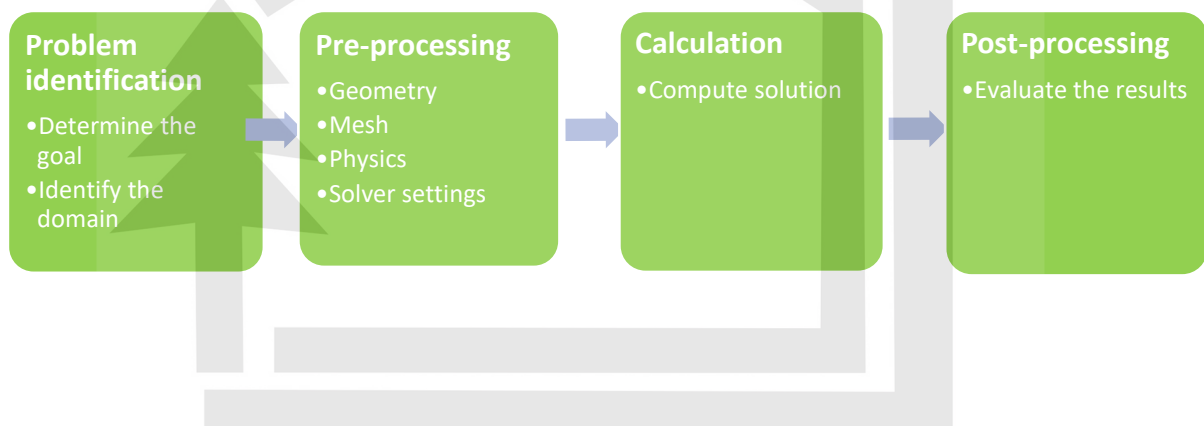 Problem
identification
•Determine the
goal
•Identify the
domain
Pre-processing
•Geometry
•Mesh
•Physics
•Solver settings
Calculation
•Compute solution
Post-processing
•Evaluate the results